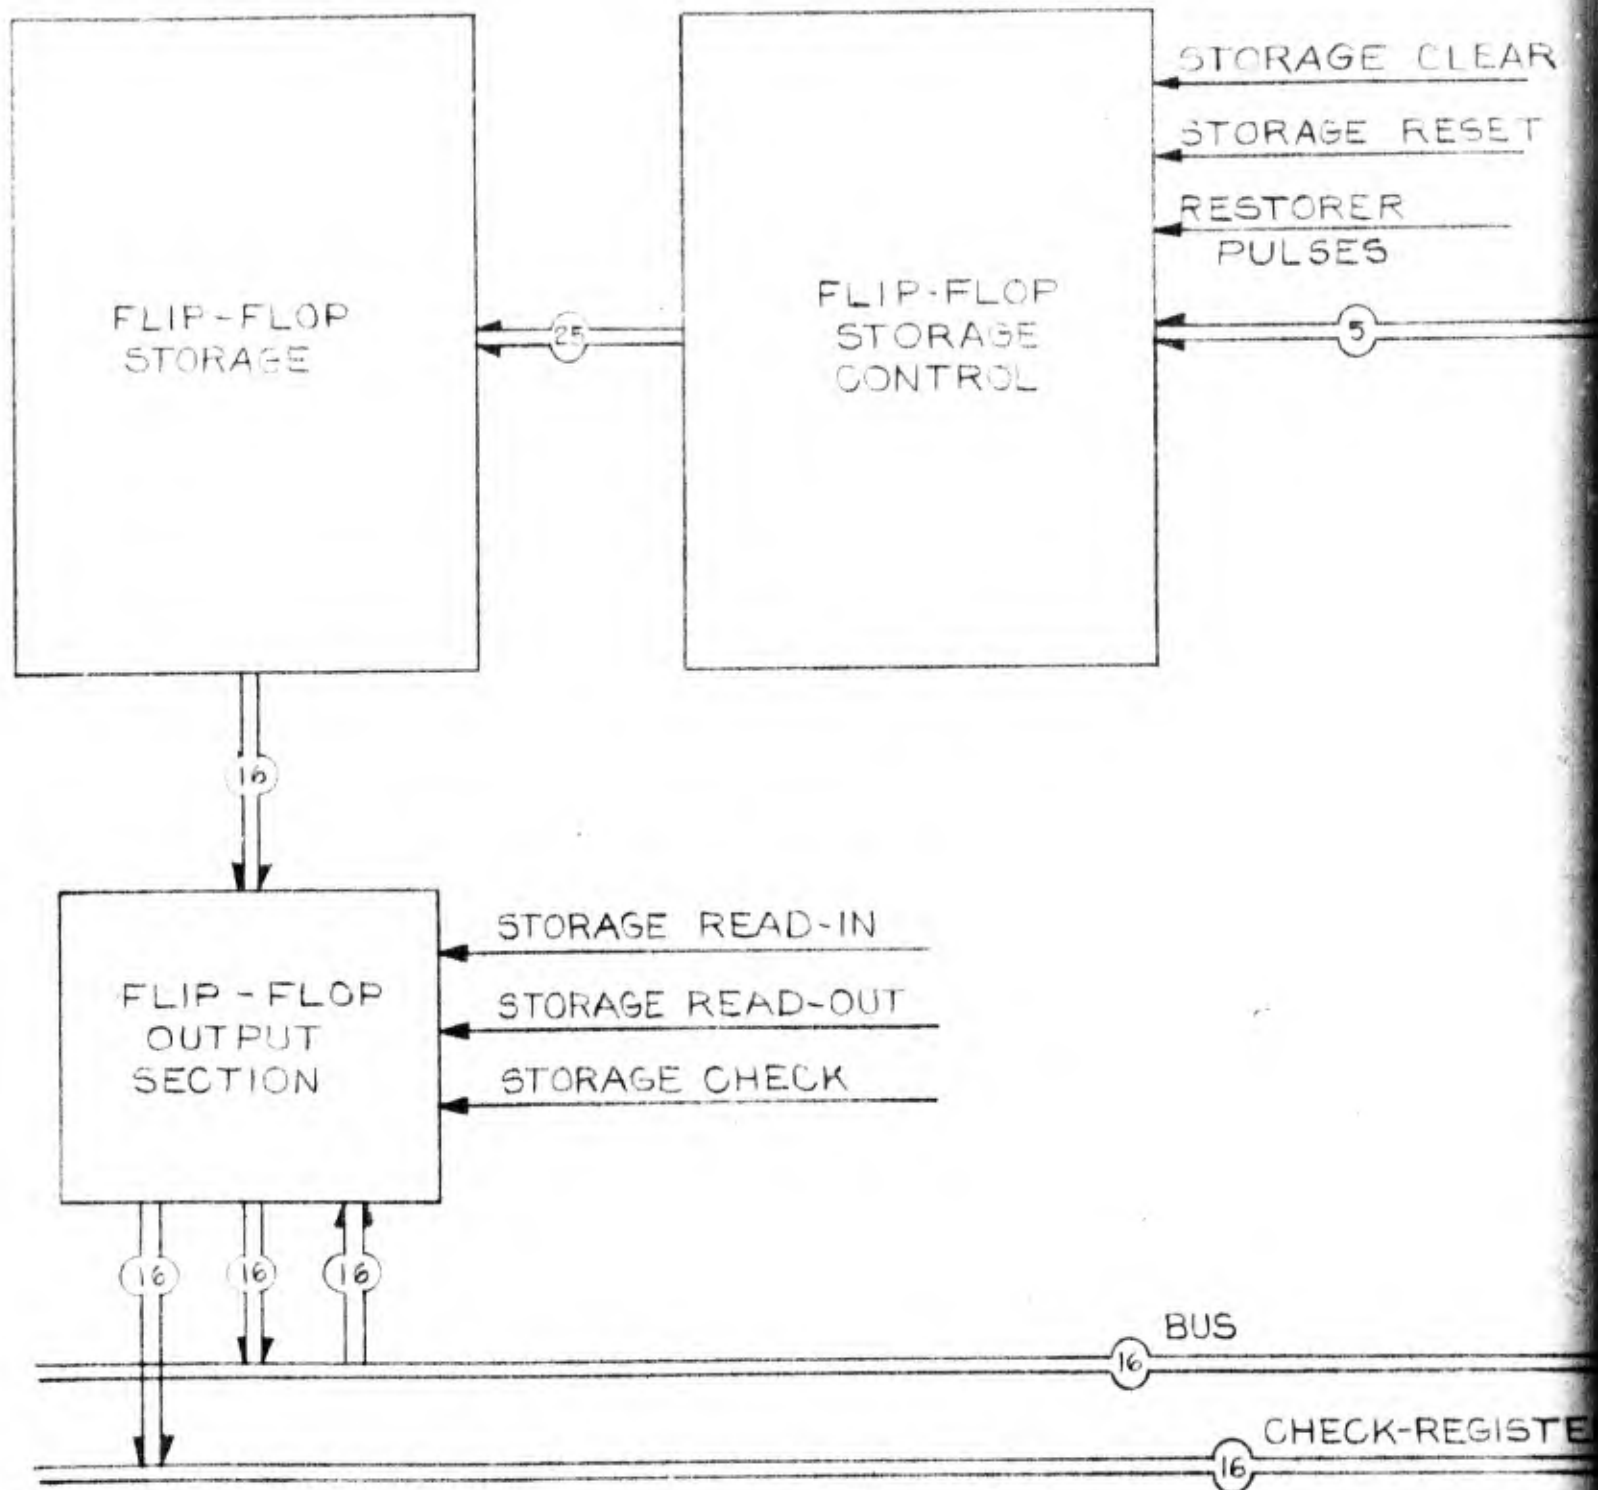 STORAGE CLEAR
STORAGE RESET
RESTORER
PULSES
FLIP-FLOP
STORAGE
25
FLIP-FLOP
STORAGE
CONTROL
5
16
STORAGE READ-IN
STORAGE READ-OUT
STORAGE CHECK
FLIP-FLOP
OUTPUT
SECTION
16
16
16
BUS
16
CHECK-REGISTE
16